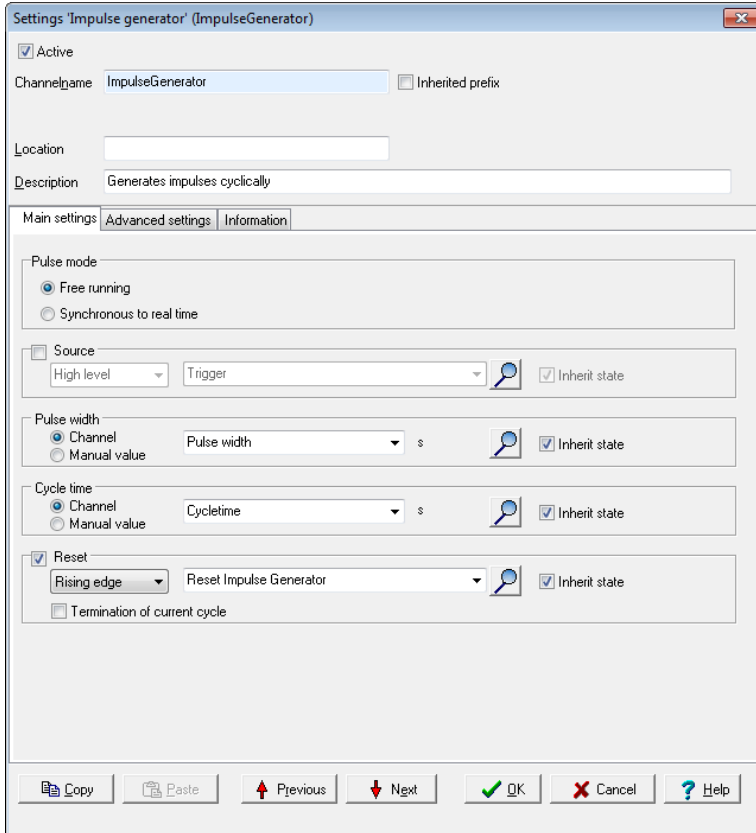 Settings 'Impulse generator' (ImpulseGenerator)
Active
Channelname ImpulseGenerator Inherited prefix
Location
Description Generates impulses cyclically
Main settings Advanced settings Information
Pulse mode
Free running
Synchronous to real time
Source
High level Trigger Inherit state
Pulse width
Channel
Manual value
Pulse width s Inherit state
Cycle time
Channel
Manual value
Cycletime s Inherit state
Reset
Rising edge Reset Impulse Generator Inherit state
Termination of current cycle
Copy Paste Previous Next OK Cancel Help